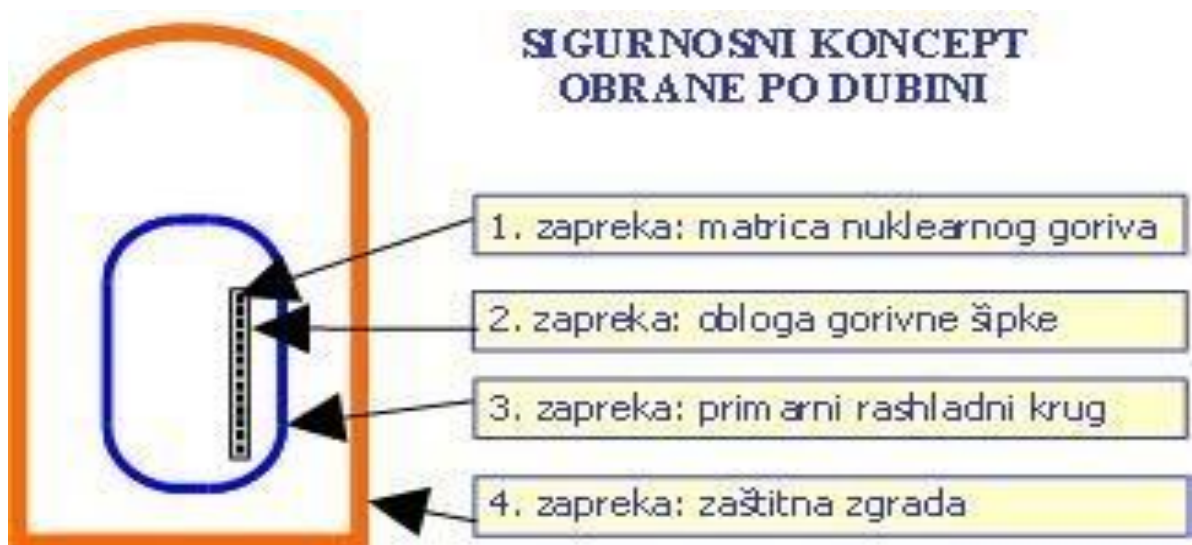 SIGURNOSNI KONCEPT
OBRANE PO DUBINI
1. zapreka: matrica nuklearnog goriva
2. zapreka: obloga gorivne šipke
3. zapreka: primarni rashladni krug
4. zapreka: zaštitna zgrada